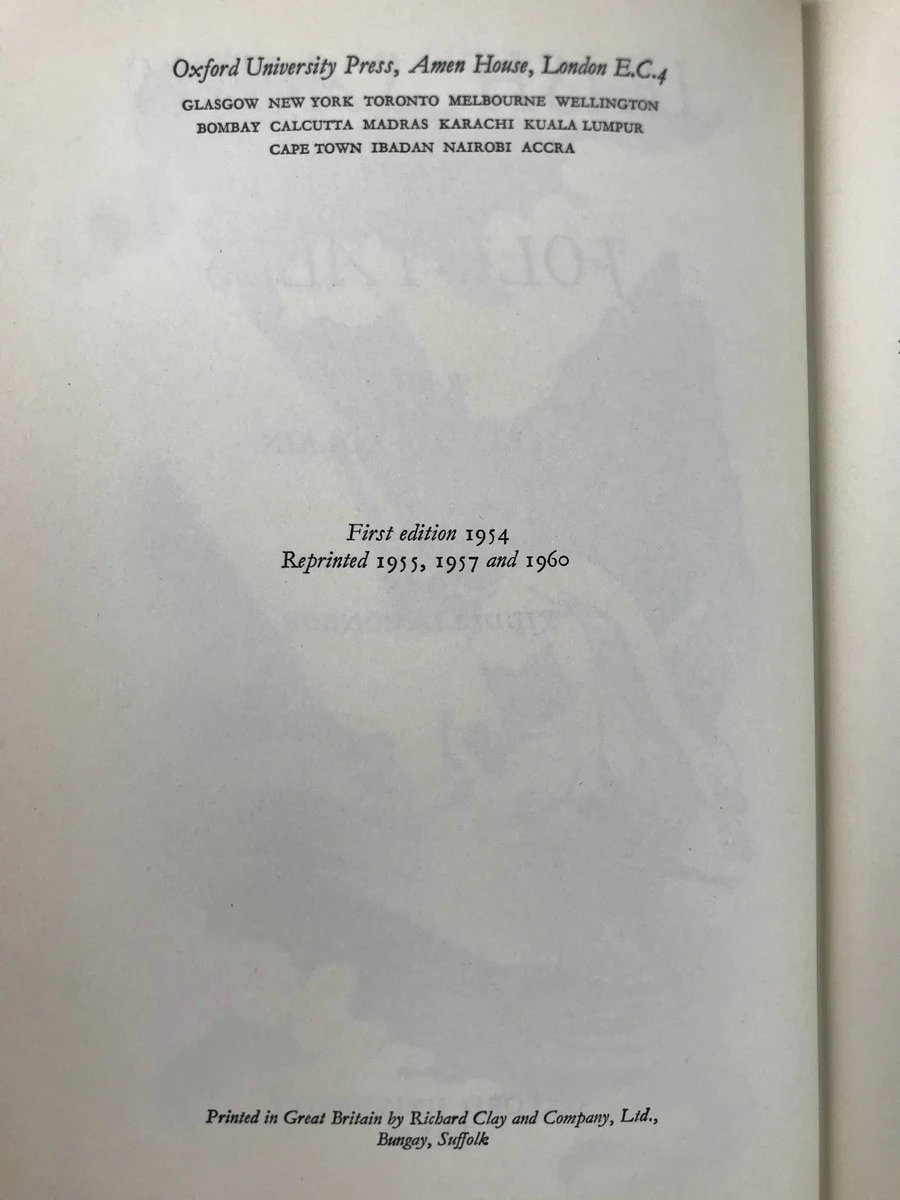 Oxford University Press, Amen House, London E.C.4
GLASGOW NEW YORK TORONTO MELBOURNE WELLINGTON
BOMBAY CALCUTTA MADRAS KARACHI KUALA LUMPUR
CAPE TOWN IBADAN NAIROBI ACCRA
First edition 1954
Reprinted 1955, 1957 and 1960
Printed in Great Britain by Richard Clay and Company, Ltd.,
Bungay, Suffolk